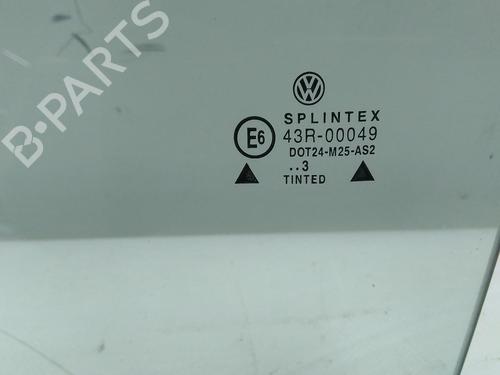 B-PARTS
SPLINTEX
E6 43R-00049
DOT24-M25-AS2
..3
TINTED